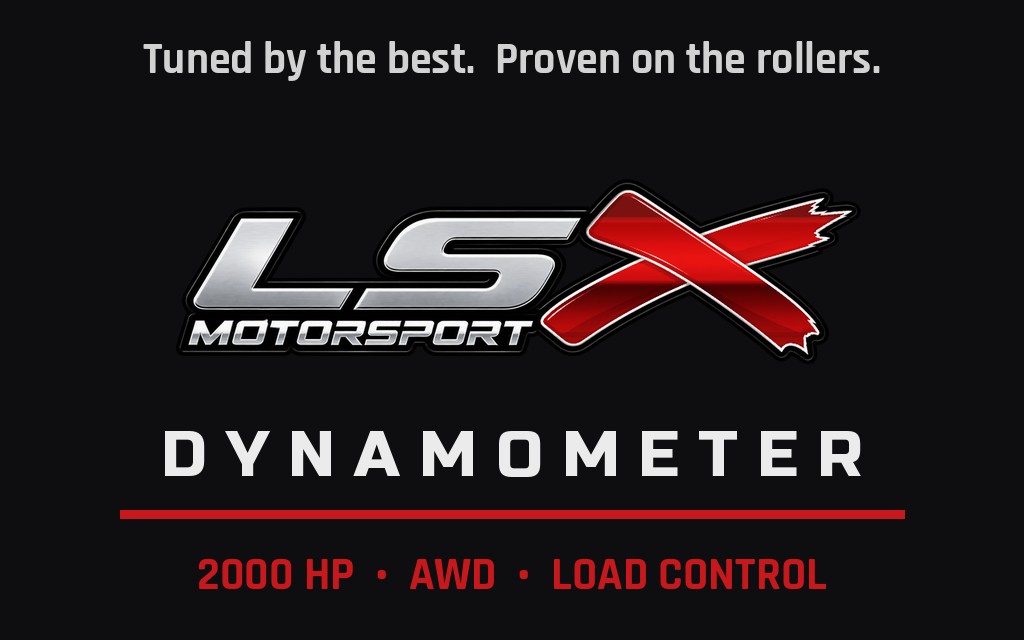 Tuned by the best. Proven on the rollers.
LSX
MOTORSPORT
DYNAMOMETER
2000 HP • AWD • LOAD CONTROL